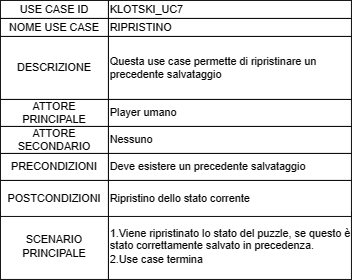 USE CASE ID KLOTSKI_UC7
NOME USE CASE RIPRISTINO
DESCRIZIONE
Questa use case permette di ripristinare un
precedente salvataggio
ATTORE
PRINCIPALE
Player umano
ATTORE
SECONDARIO
Nessuno
PRECONDIZIONI Deve esistere un precedente salvataggio
POSTCONDIZIONI Ripristino dello stato corrente
SCENARIO
PRINCIPALE
1.Viene ripristinato lo stato del puzzle, se questo è
stato correttamente salvato in precedenza.
2.Use case termina